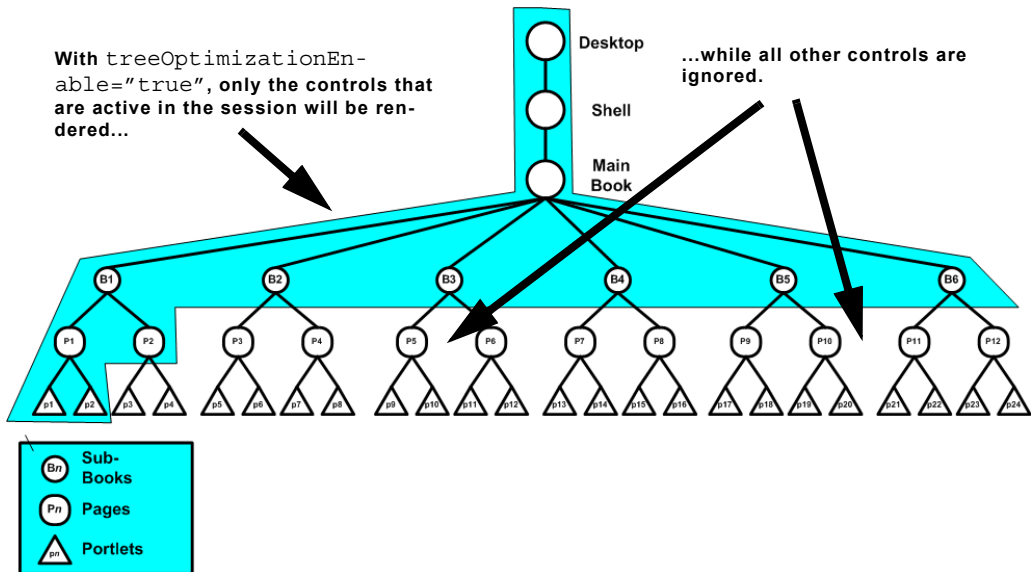 Desktop
With treeOptimizationEn-
able="true", only the controls that
are active in the session will be ren-
dered...
...while all other controls are
ignored.
Shell
Main
Book
B1 B2 B3 B4 B5 B6
P1 P2 P3 P4 P5 P6 P7 P8 P9 P10 P11 P12
p1 p2 p3 p4 p5 p6 p7 p8 p9 p10 p11 p12 p13 p14 p15 p16 p17 p18 p19 p20 p21 p22 p23 p24
Bn Sub-
Books
Pn Pages
pn Portlets